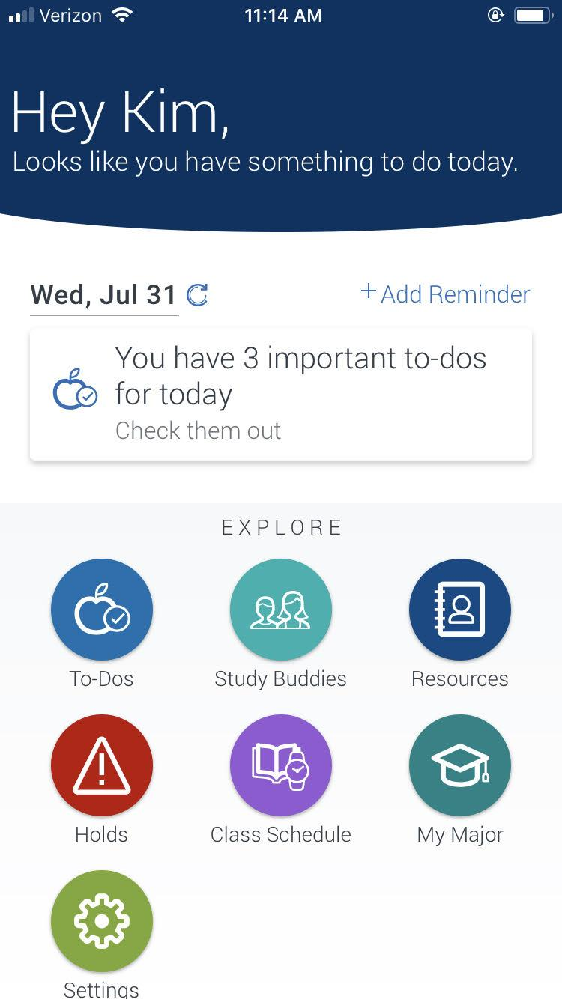 Verizon 11:14 AM
Hey Kim,
Looks like you have something to do today.
Wed, Jul 31 + Add Reminder
You have 3 important to-dos
for today
Check them out
EXPLORE
To-Dos Study Buddies Resources
Holds Class Schedule My Major
Settings